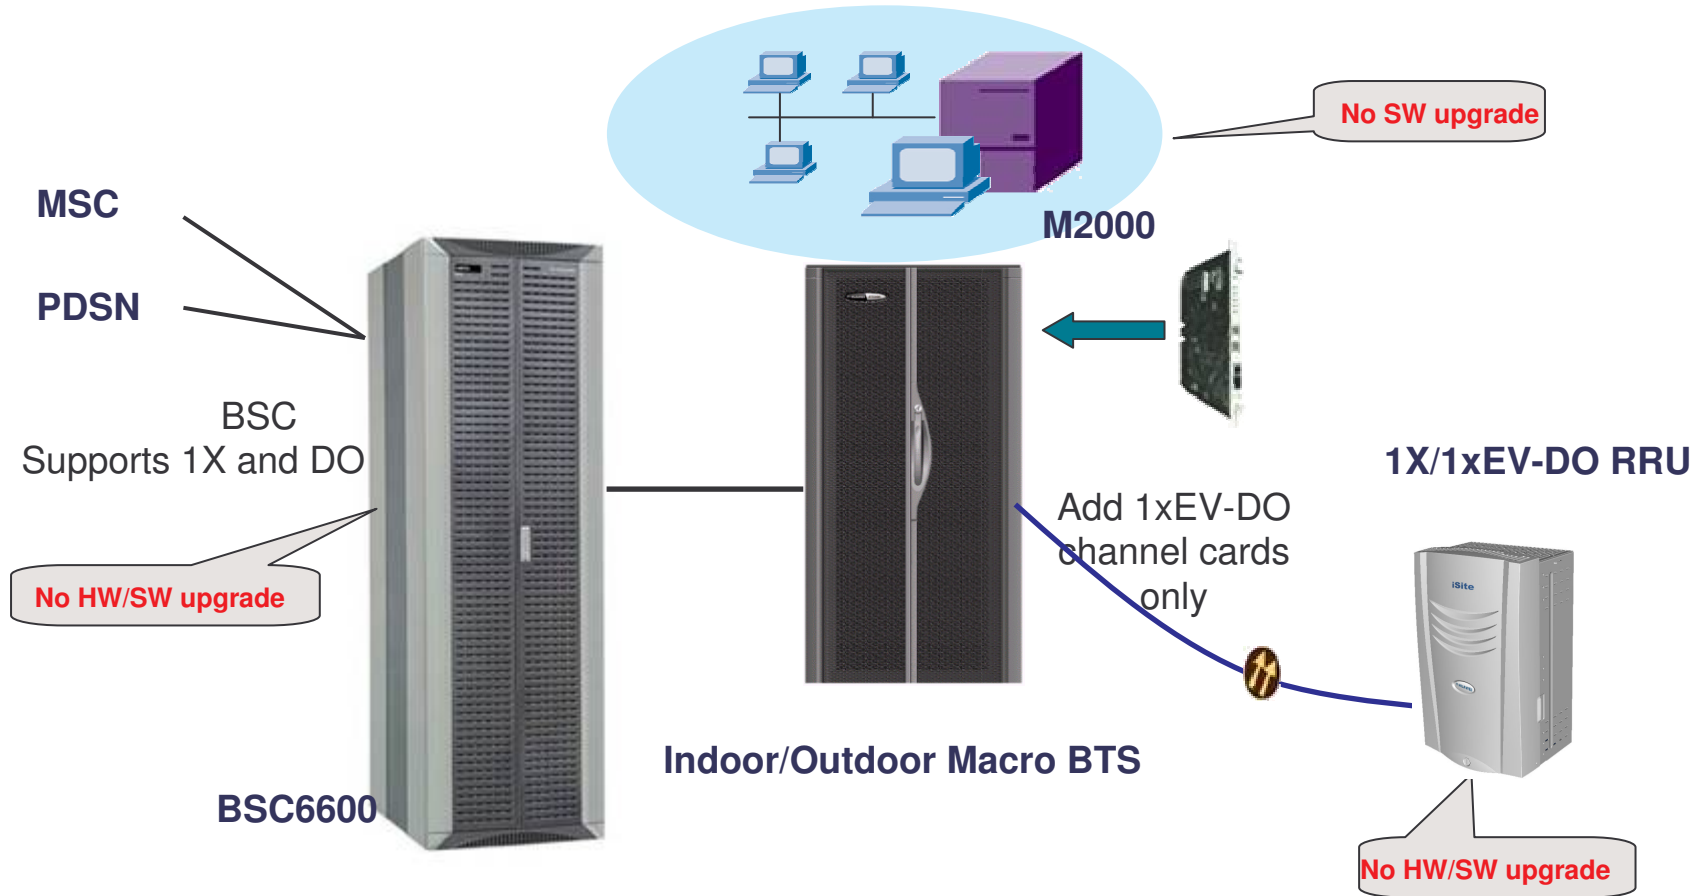 No SW upgrade
MSC
M2000
PDSN
BSC
Supports 1X and DO
1X/1xEV-DO RRU
Add 1xEV-DO
channel cards
only
No HW/SW upgrade
iSite
Indoor/Outdoor Macro BTS
BSC6600
No HW/SW upgrade